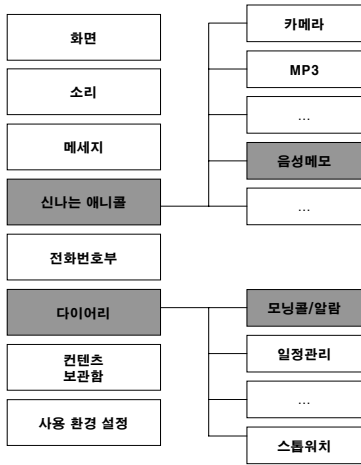 화면
소리
메세지
신나는 애니콜
전화번호부
다이어리
컨텐츠
보관함
사용 환경 설정
카메라
MP3
...
음성메모
...
모닝콜/알람
일정관리
...
스톱워치